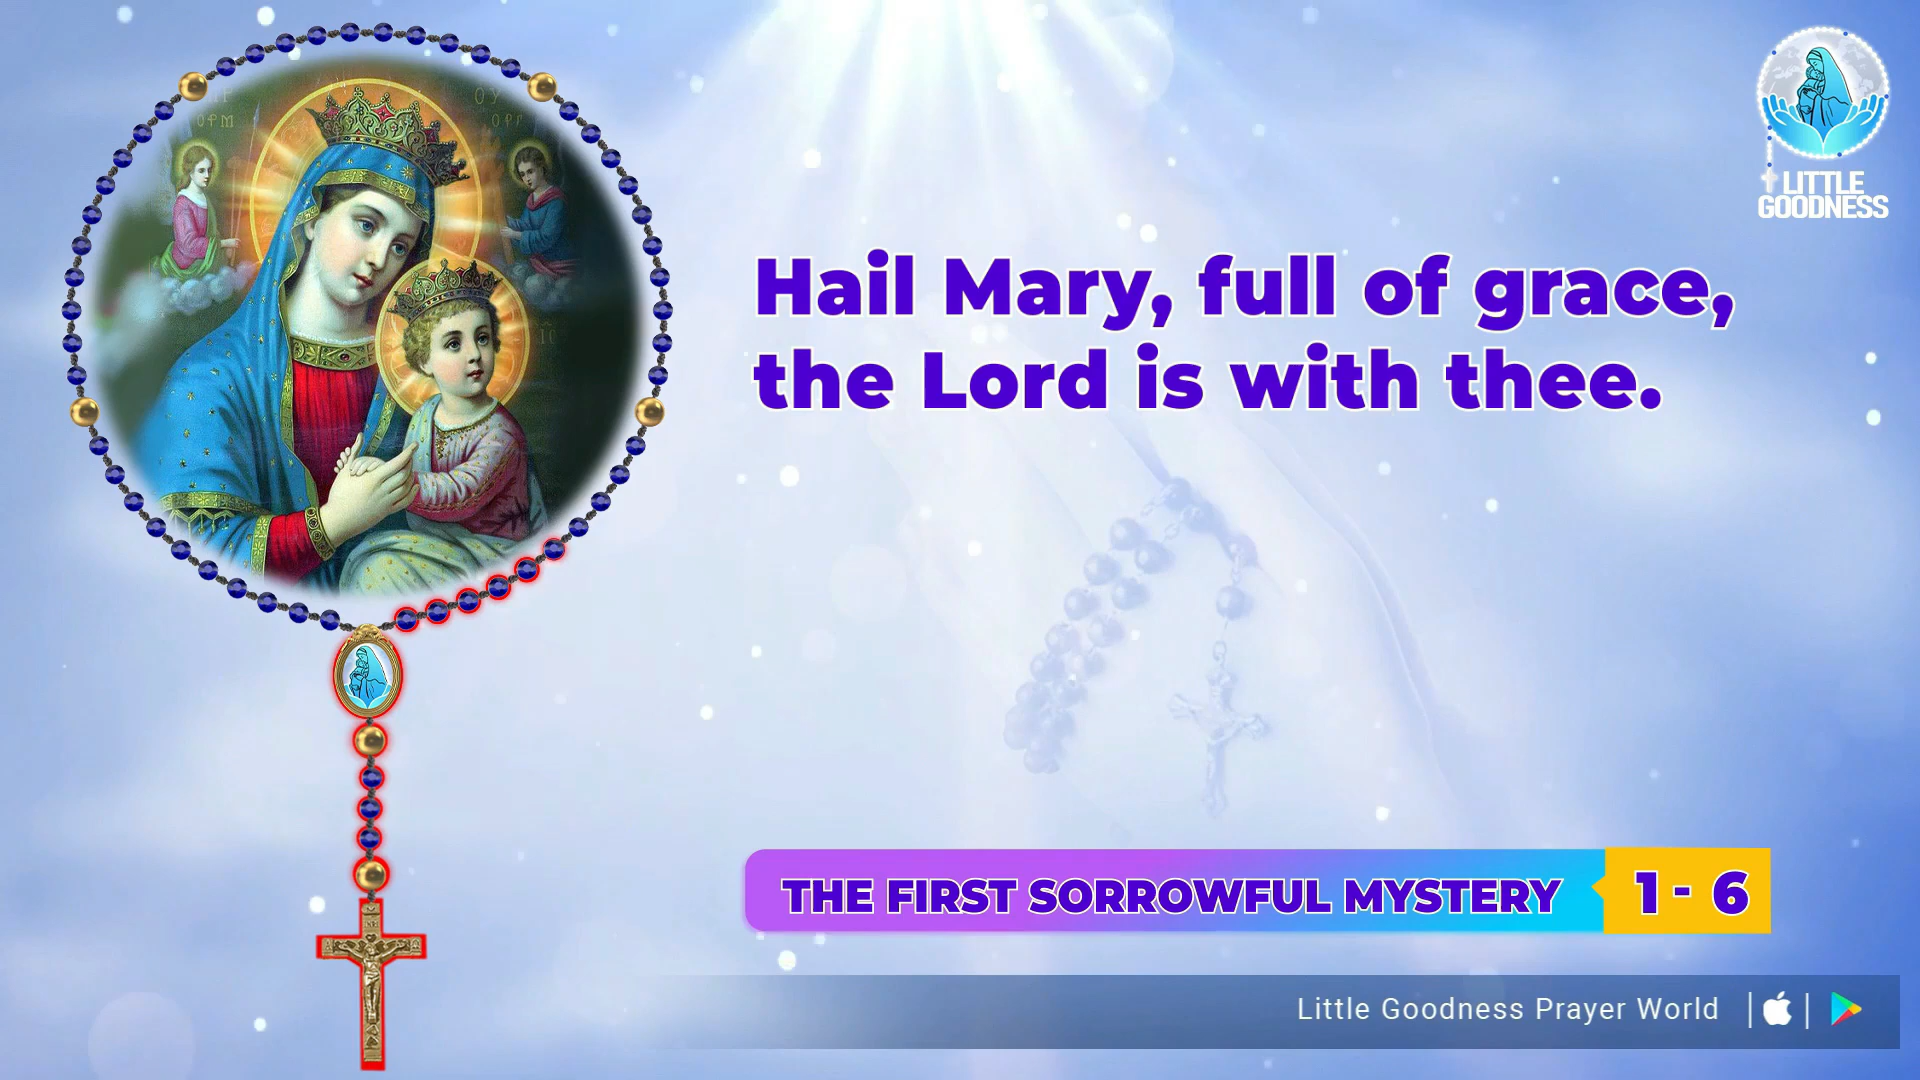 LITTLE
GOODNESS
Hail Mary, full of grace,
the Lord is with thee.
THE FIRST SORROWFUL MYSTERY 1 - 6
Little Goodness Prayer World